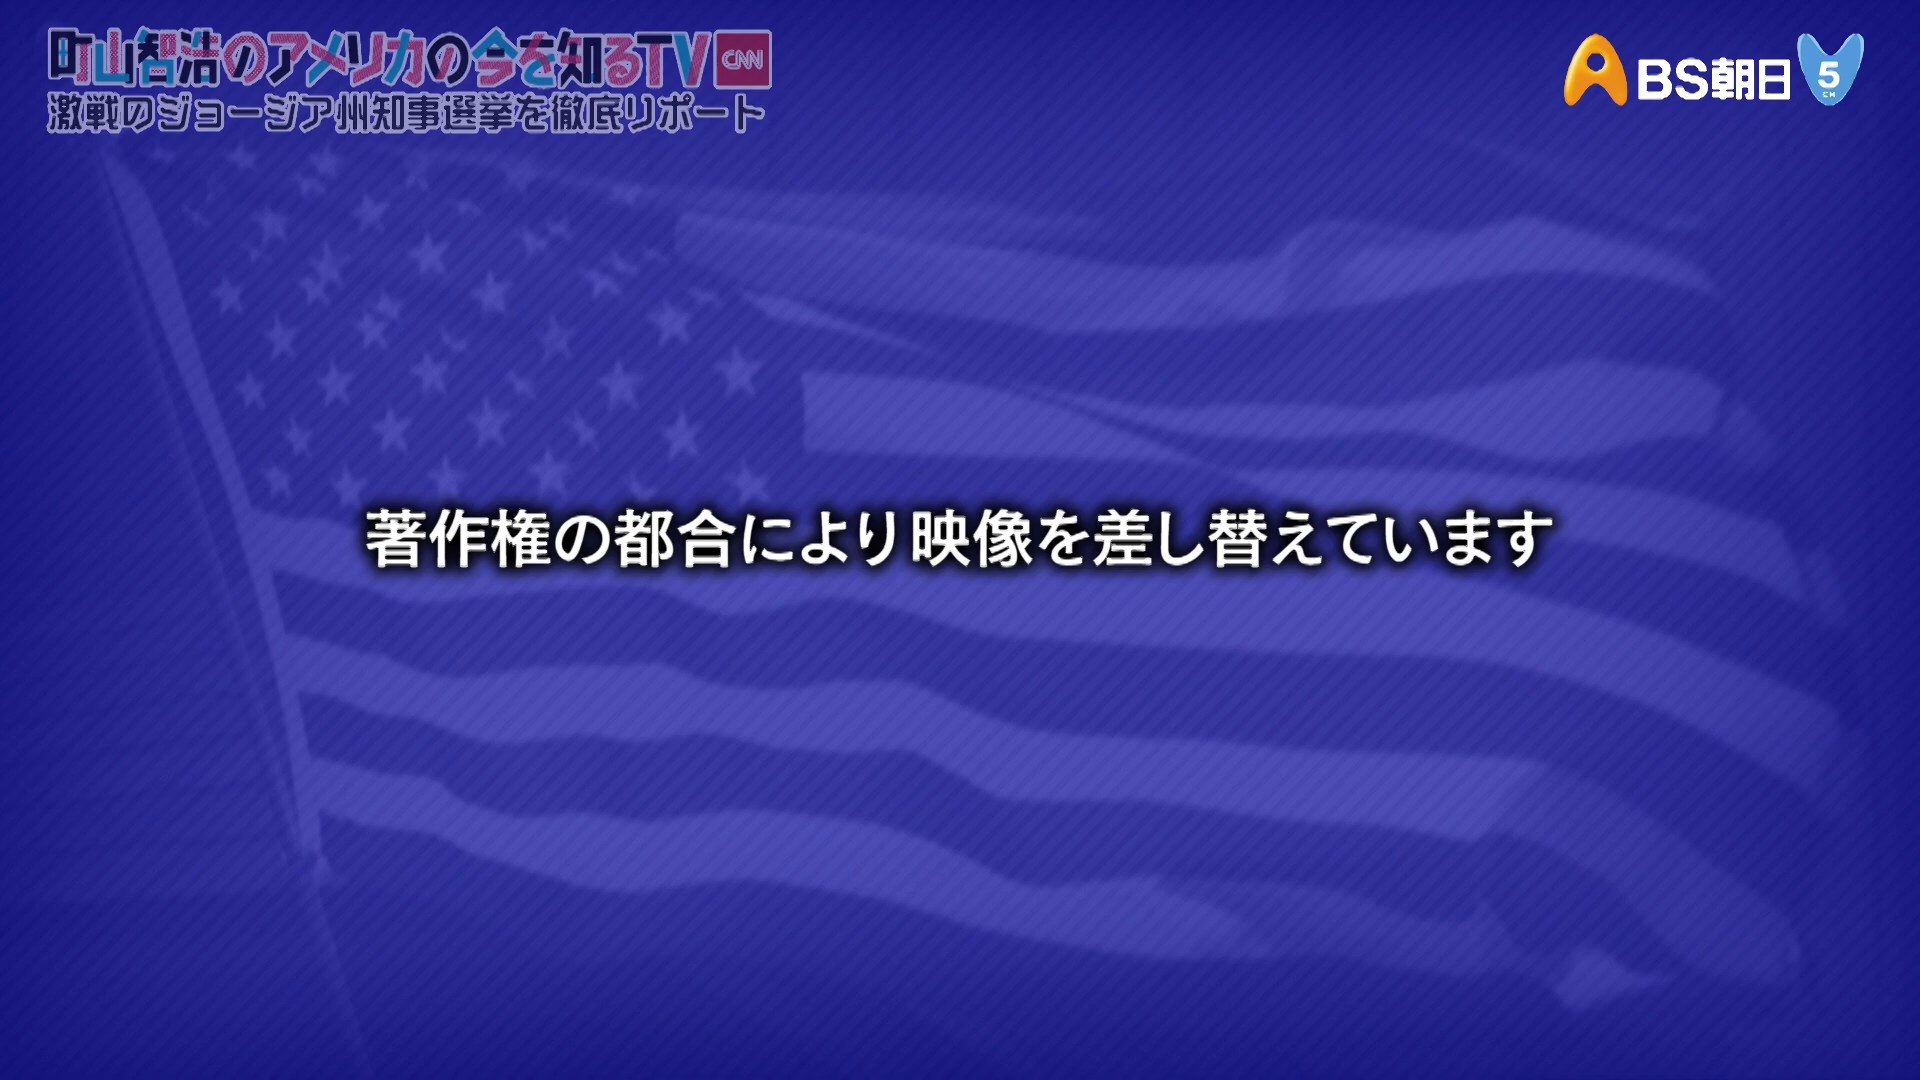 町山智浩のアメリカの今を知るTV CNN
激戦のジョージア州知事選挙を徹底リポート
BS朝日 5
CM
著作権の都合により映像を差し替えています